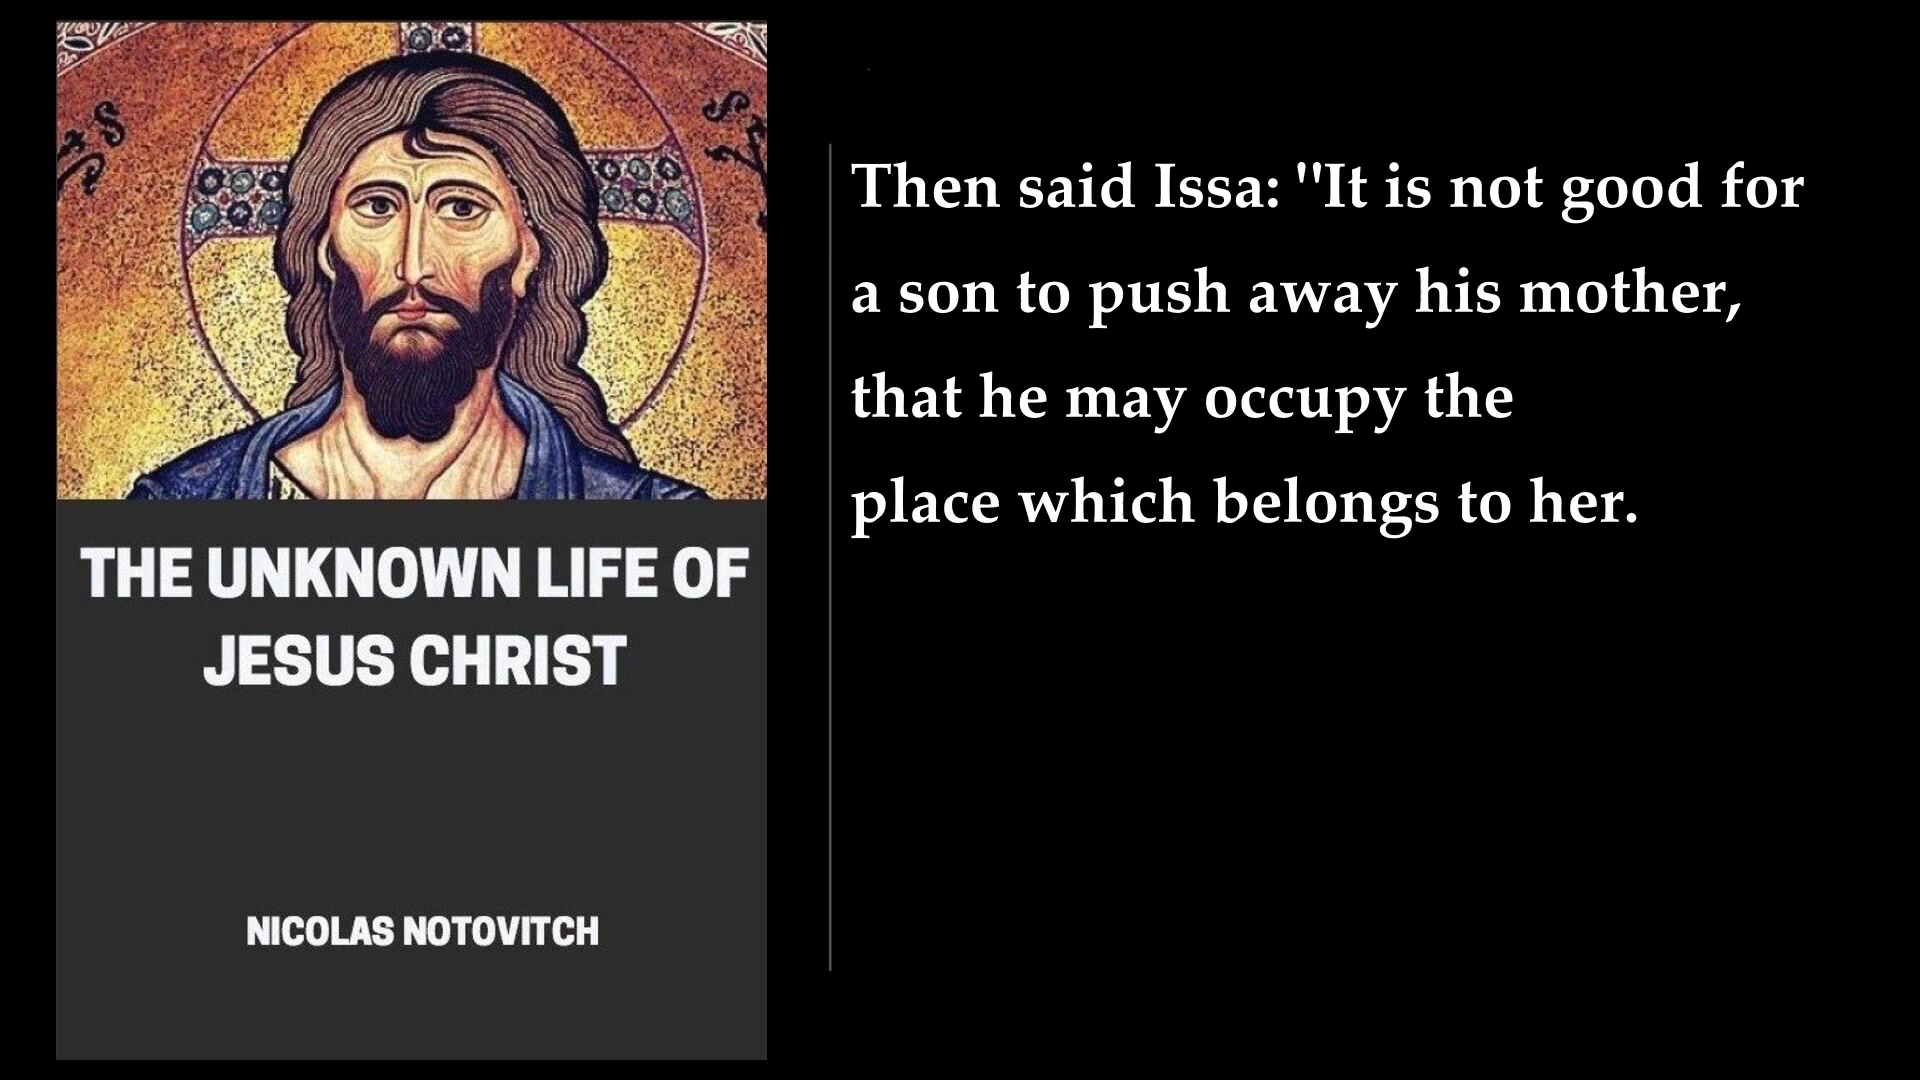 THE UNKNOWN LIFE OF
JESUS CHRIST
NICOLAS NOTOVITCH
Then said Issa: "It is not good for
a son to push away his mother,
that he may occupy the
place which belongs to her.